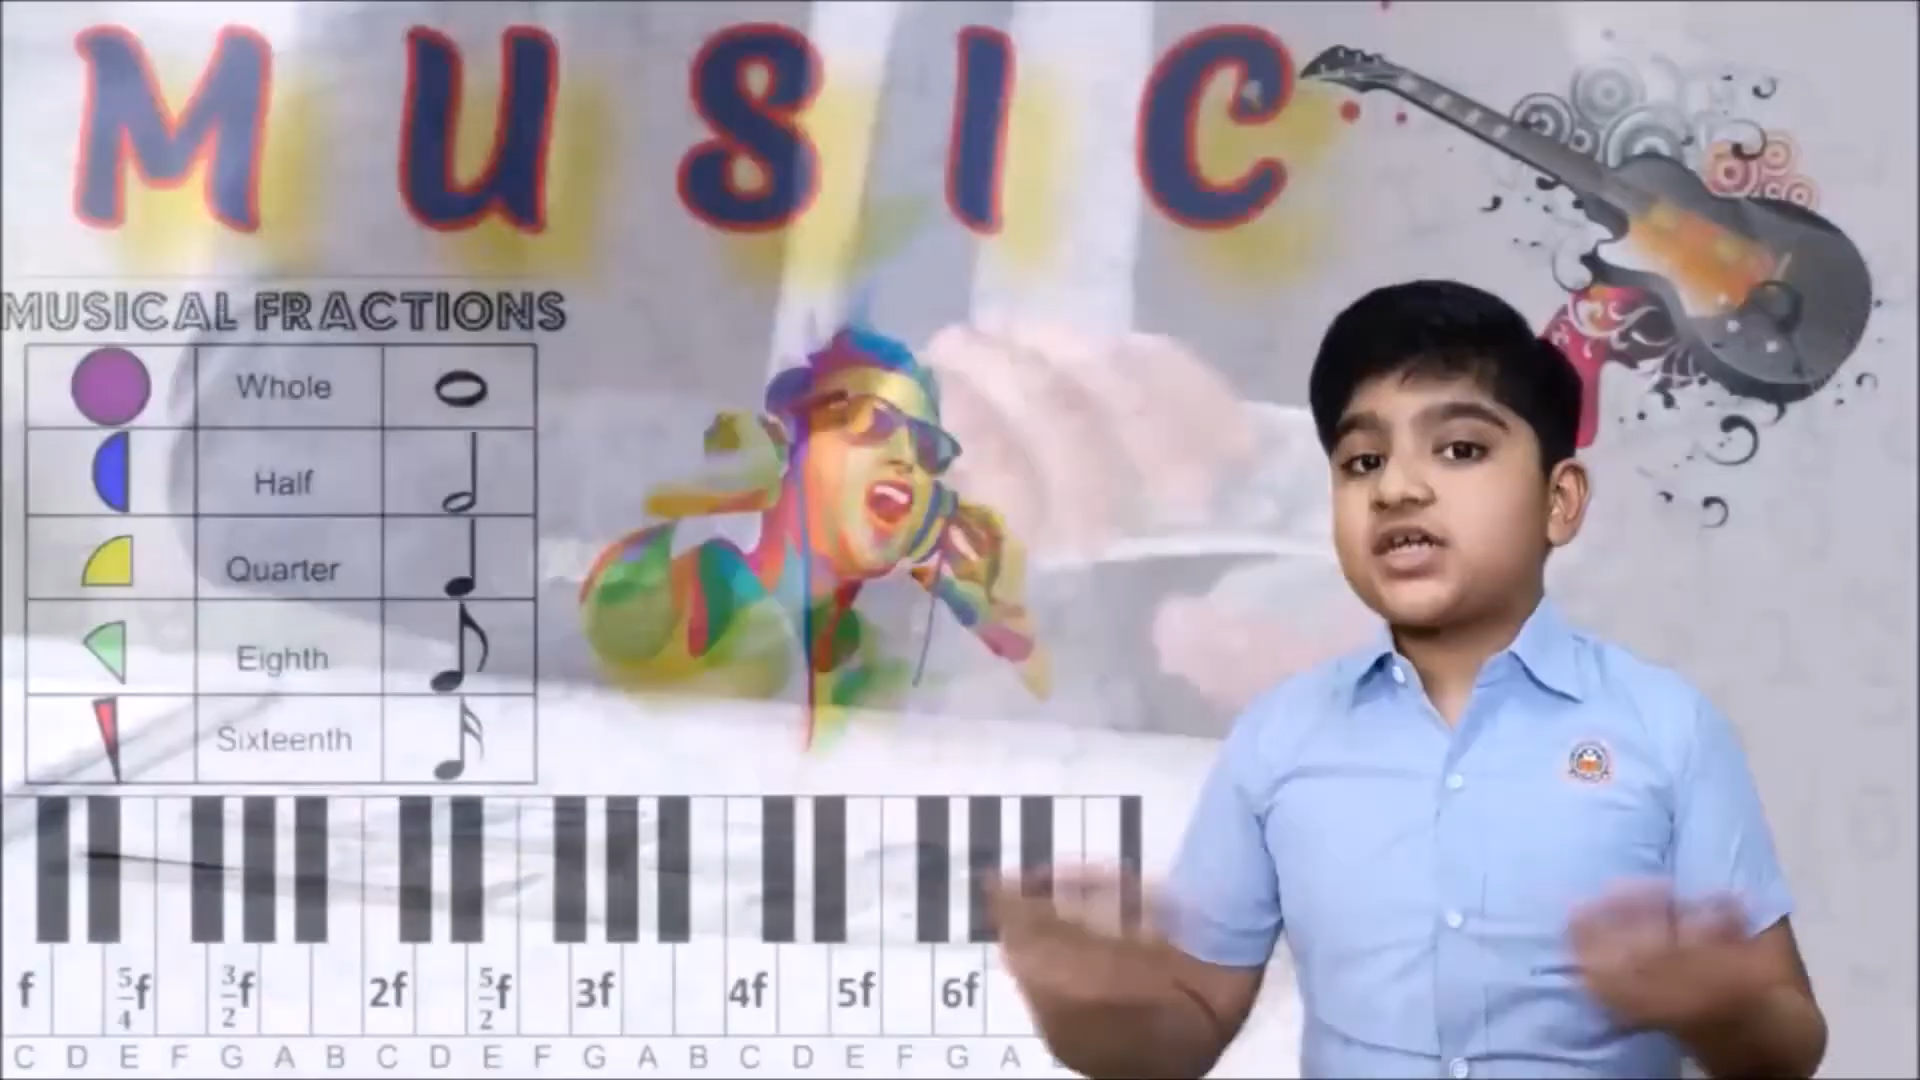 MUSIC
MUSICAL FRACTIONS
Whole
Half
Quarter
Eighth
Sixteenth
f 5/4f 3/2f 2f 5/2f 3f 4f 5f 6f
C D E F G A B C D E F G A B C D E F G A